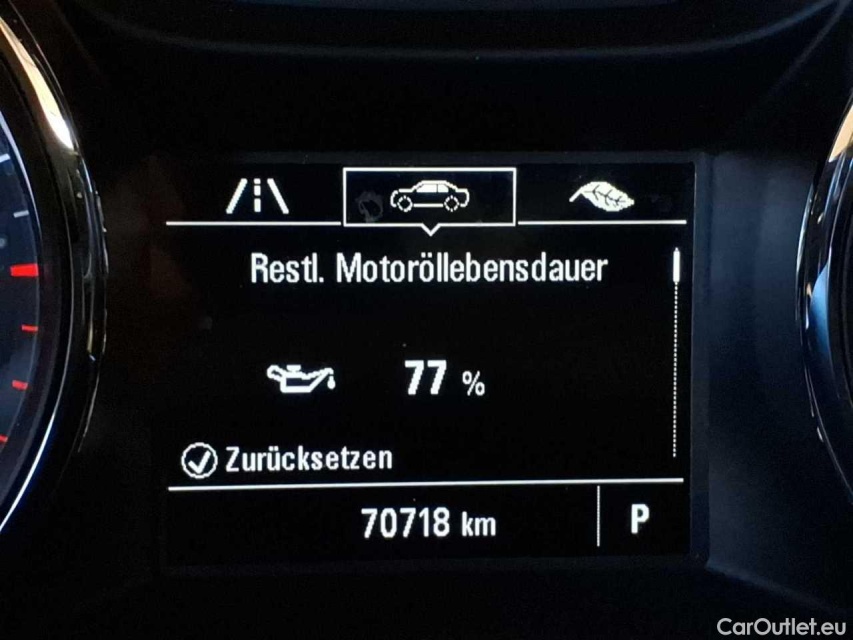 Restl. Motoröllebensdauer
77 %
Zurücksetzen
70718 km P
CarOutlet.eu